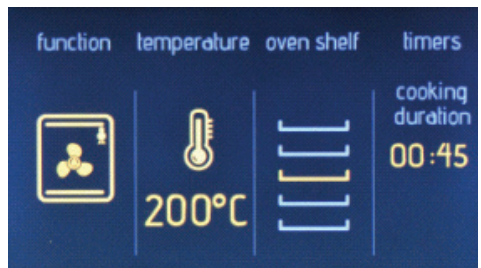 function temperature oven shelf timers
cooking
duration
00:45
200°C